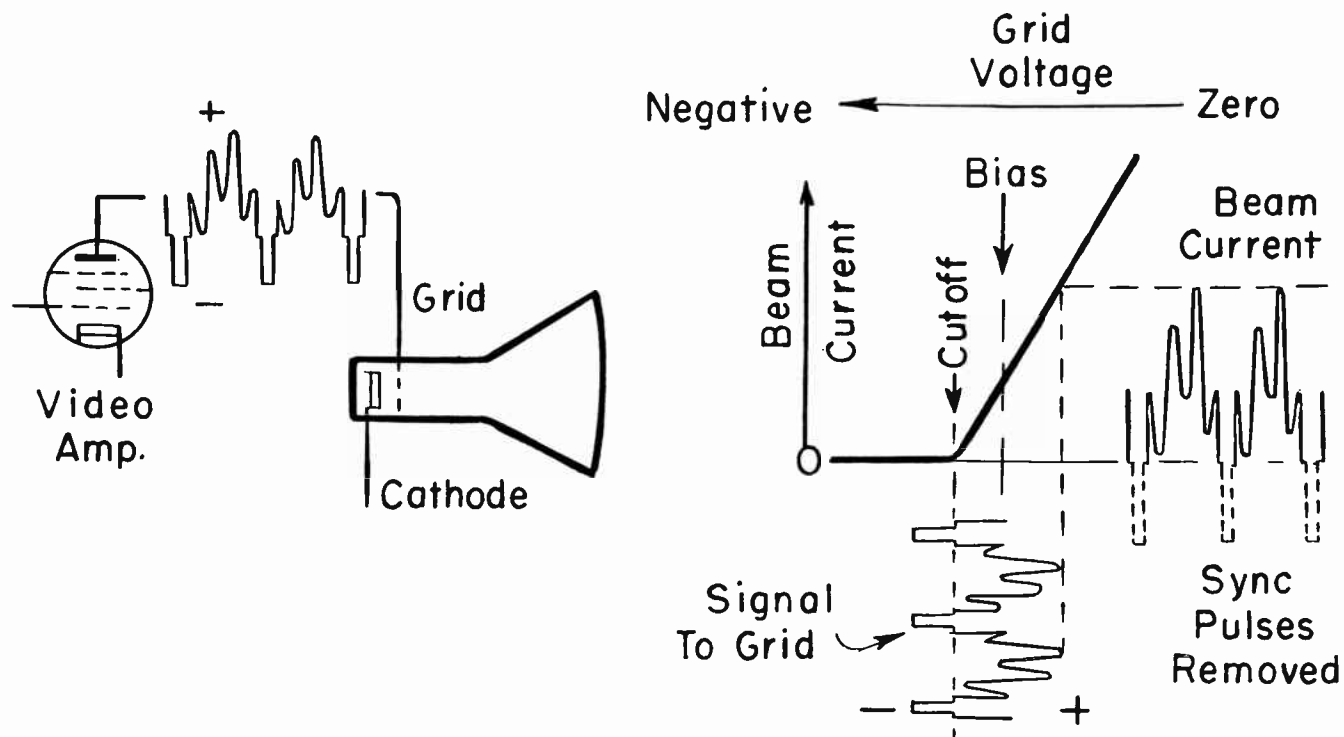 +
−
Grid
Video
Amp.
Cathode
Grid
Voltage
Negative
Zero
Bias
Beam
Current
Cutoff
Beam
Current
O
Signal
To Grid
− +
Sync
Pulses
Removed